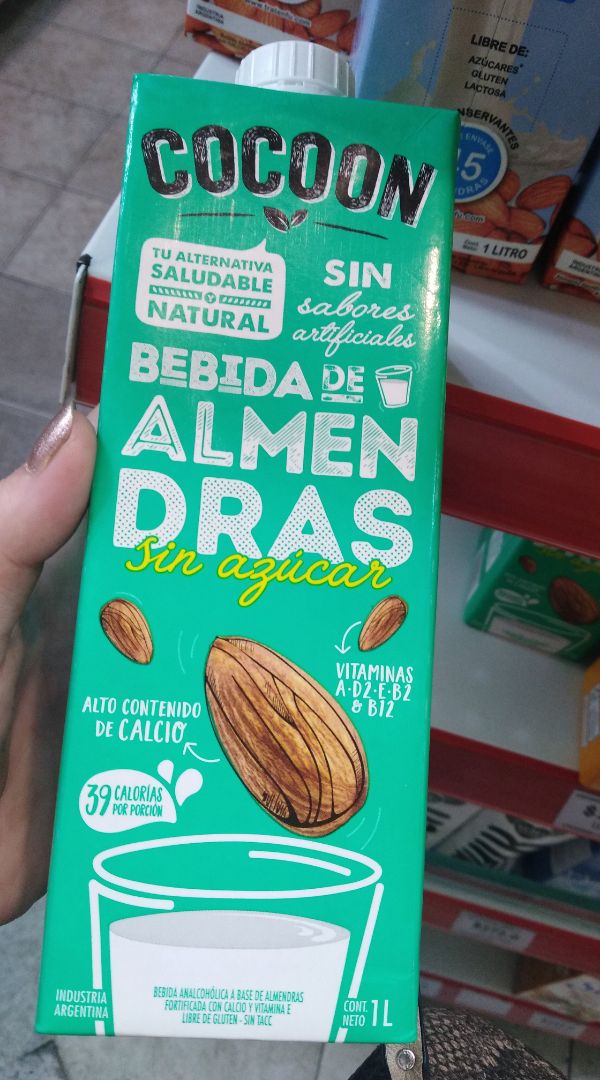 COCOON
TU ALTERNATIVA
SALUDABLE
Y
NATURAL
SIN
sabores
artificiales
BEBIDA DE
ALMEN
DRAS
sin azúcar
VITAMINAS
A·D2·E·B2
& B12
ALTO CONTENIDO
DE CALCIO
39 CALORÍAS
POR PORCIÓN
BEBIDA ANALCOHÓLICA A BASE DE ALMENDRAS
FORTIFICADA CON CALCIO Y VITAMINA E
LIBRE DE GLUTEN - SIN TACC
INDUSTRIA
ARGENTINA
CONT.
NETO 1L
INDUSTRIA
ARGENTINA
LIBRE DE:
AZÚCARES*
GLUTEN
LACTOSA
1 LITRO